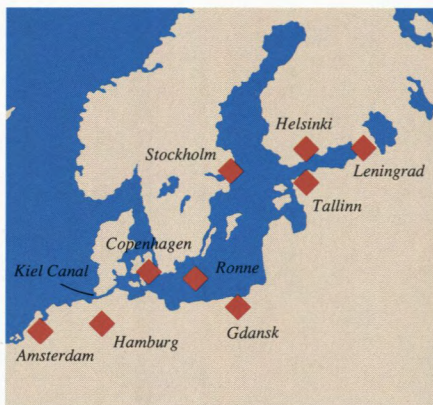 Helsinki
Stockholm
Leningrad
Tallinn
Copenhagen
Kiel Canal
Ronne
Gdansk
Hamburg
Amsterdam